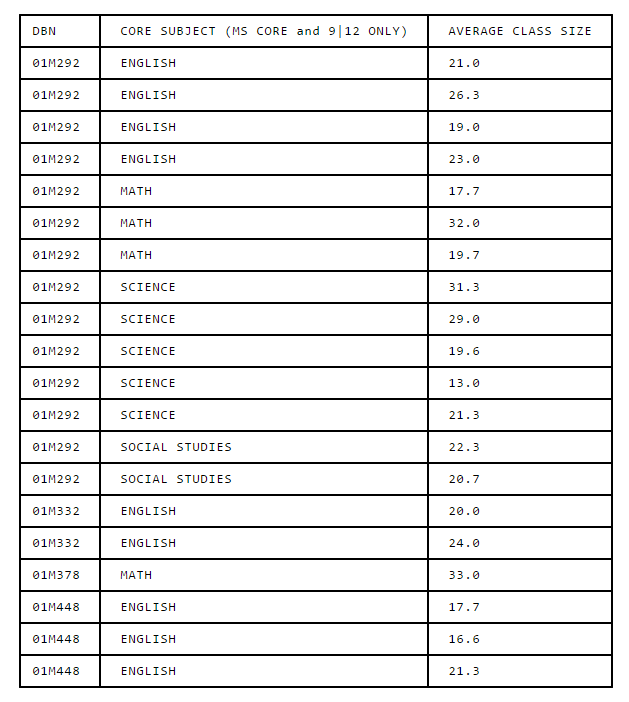 DBN CORE SUBJECT (MS CORE and 9|12 ONLY) AVERAGE CLASS SIZE
01M292 ENGLISH 21.0
01M292 ENGLISH 26.3
01M292 ENGLISH 19.0
01M292 ENGLISH 23.0
01M292 MATH 17.7
01M292 MATH 32.0
01M292 MATH 19.7
01M292 SCIENCE 31.3
01M292 SCIENCE 29.0
01M292 SCIENCE 19.6
01M292 SCIENCE 13.0
01M292 SCIENCE 21.3
01M292 SOCIAL STUDIES 22.3
01M292 SOCIAL STUDIES 20.7
01M332 ENGLISH 20.0
01M332 ENGLISH 24.0
01M378 MATH 33.0
01M448 ENGLISH 17.7
01M448 ENGLISH 16.6
01M448 ENGLISH 21.3